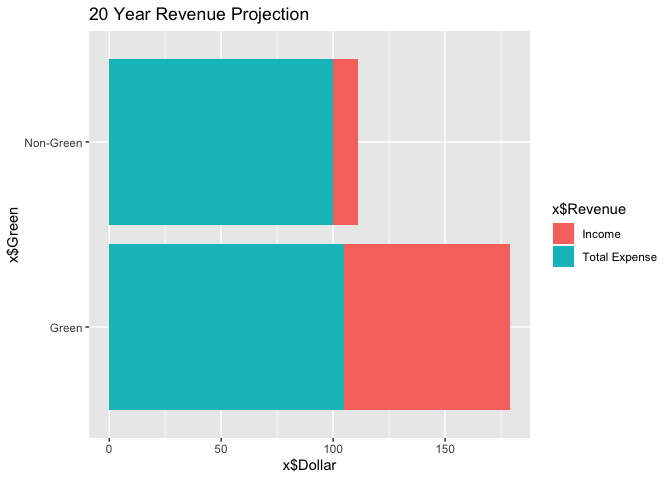 20 Year Revenue Projection
x$Green
Non-Green
Green
0 50 100 150
x$Dollar
x$Revenue
Income
Total Expense